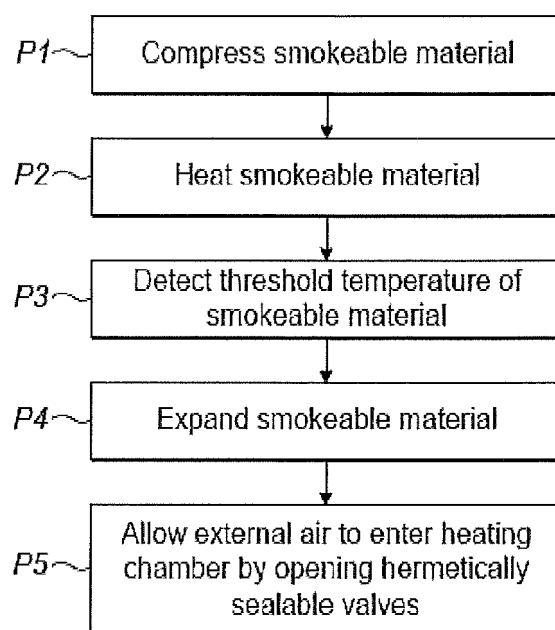 P1
Compress smokeable material
P2
Heat smokeable material
P3
Detect threshold temperature of
smokeable material
P4
Expand smokeable material
P5
Allow external air to enter heating
chamber by opening hermetically
sealable valves